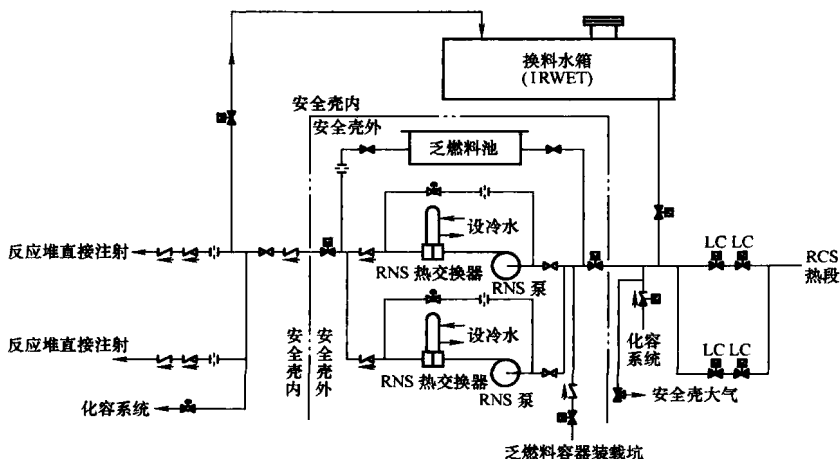 换料水箱
(IRWET)
安全壳内
安全壳外
乏燃料池
设冷水
反应堆直接注射
RNS 热交换器
RNS 泵
LC LC
RCS
热段
设冷水
反应堆直接注射
安全壳内
安全壳外
RNS 热交换器
RNS 泵
化容
系统
LC LC
化容系统
安全壳大气
乏燃料容器装载坑